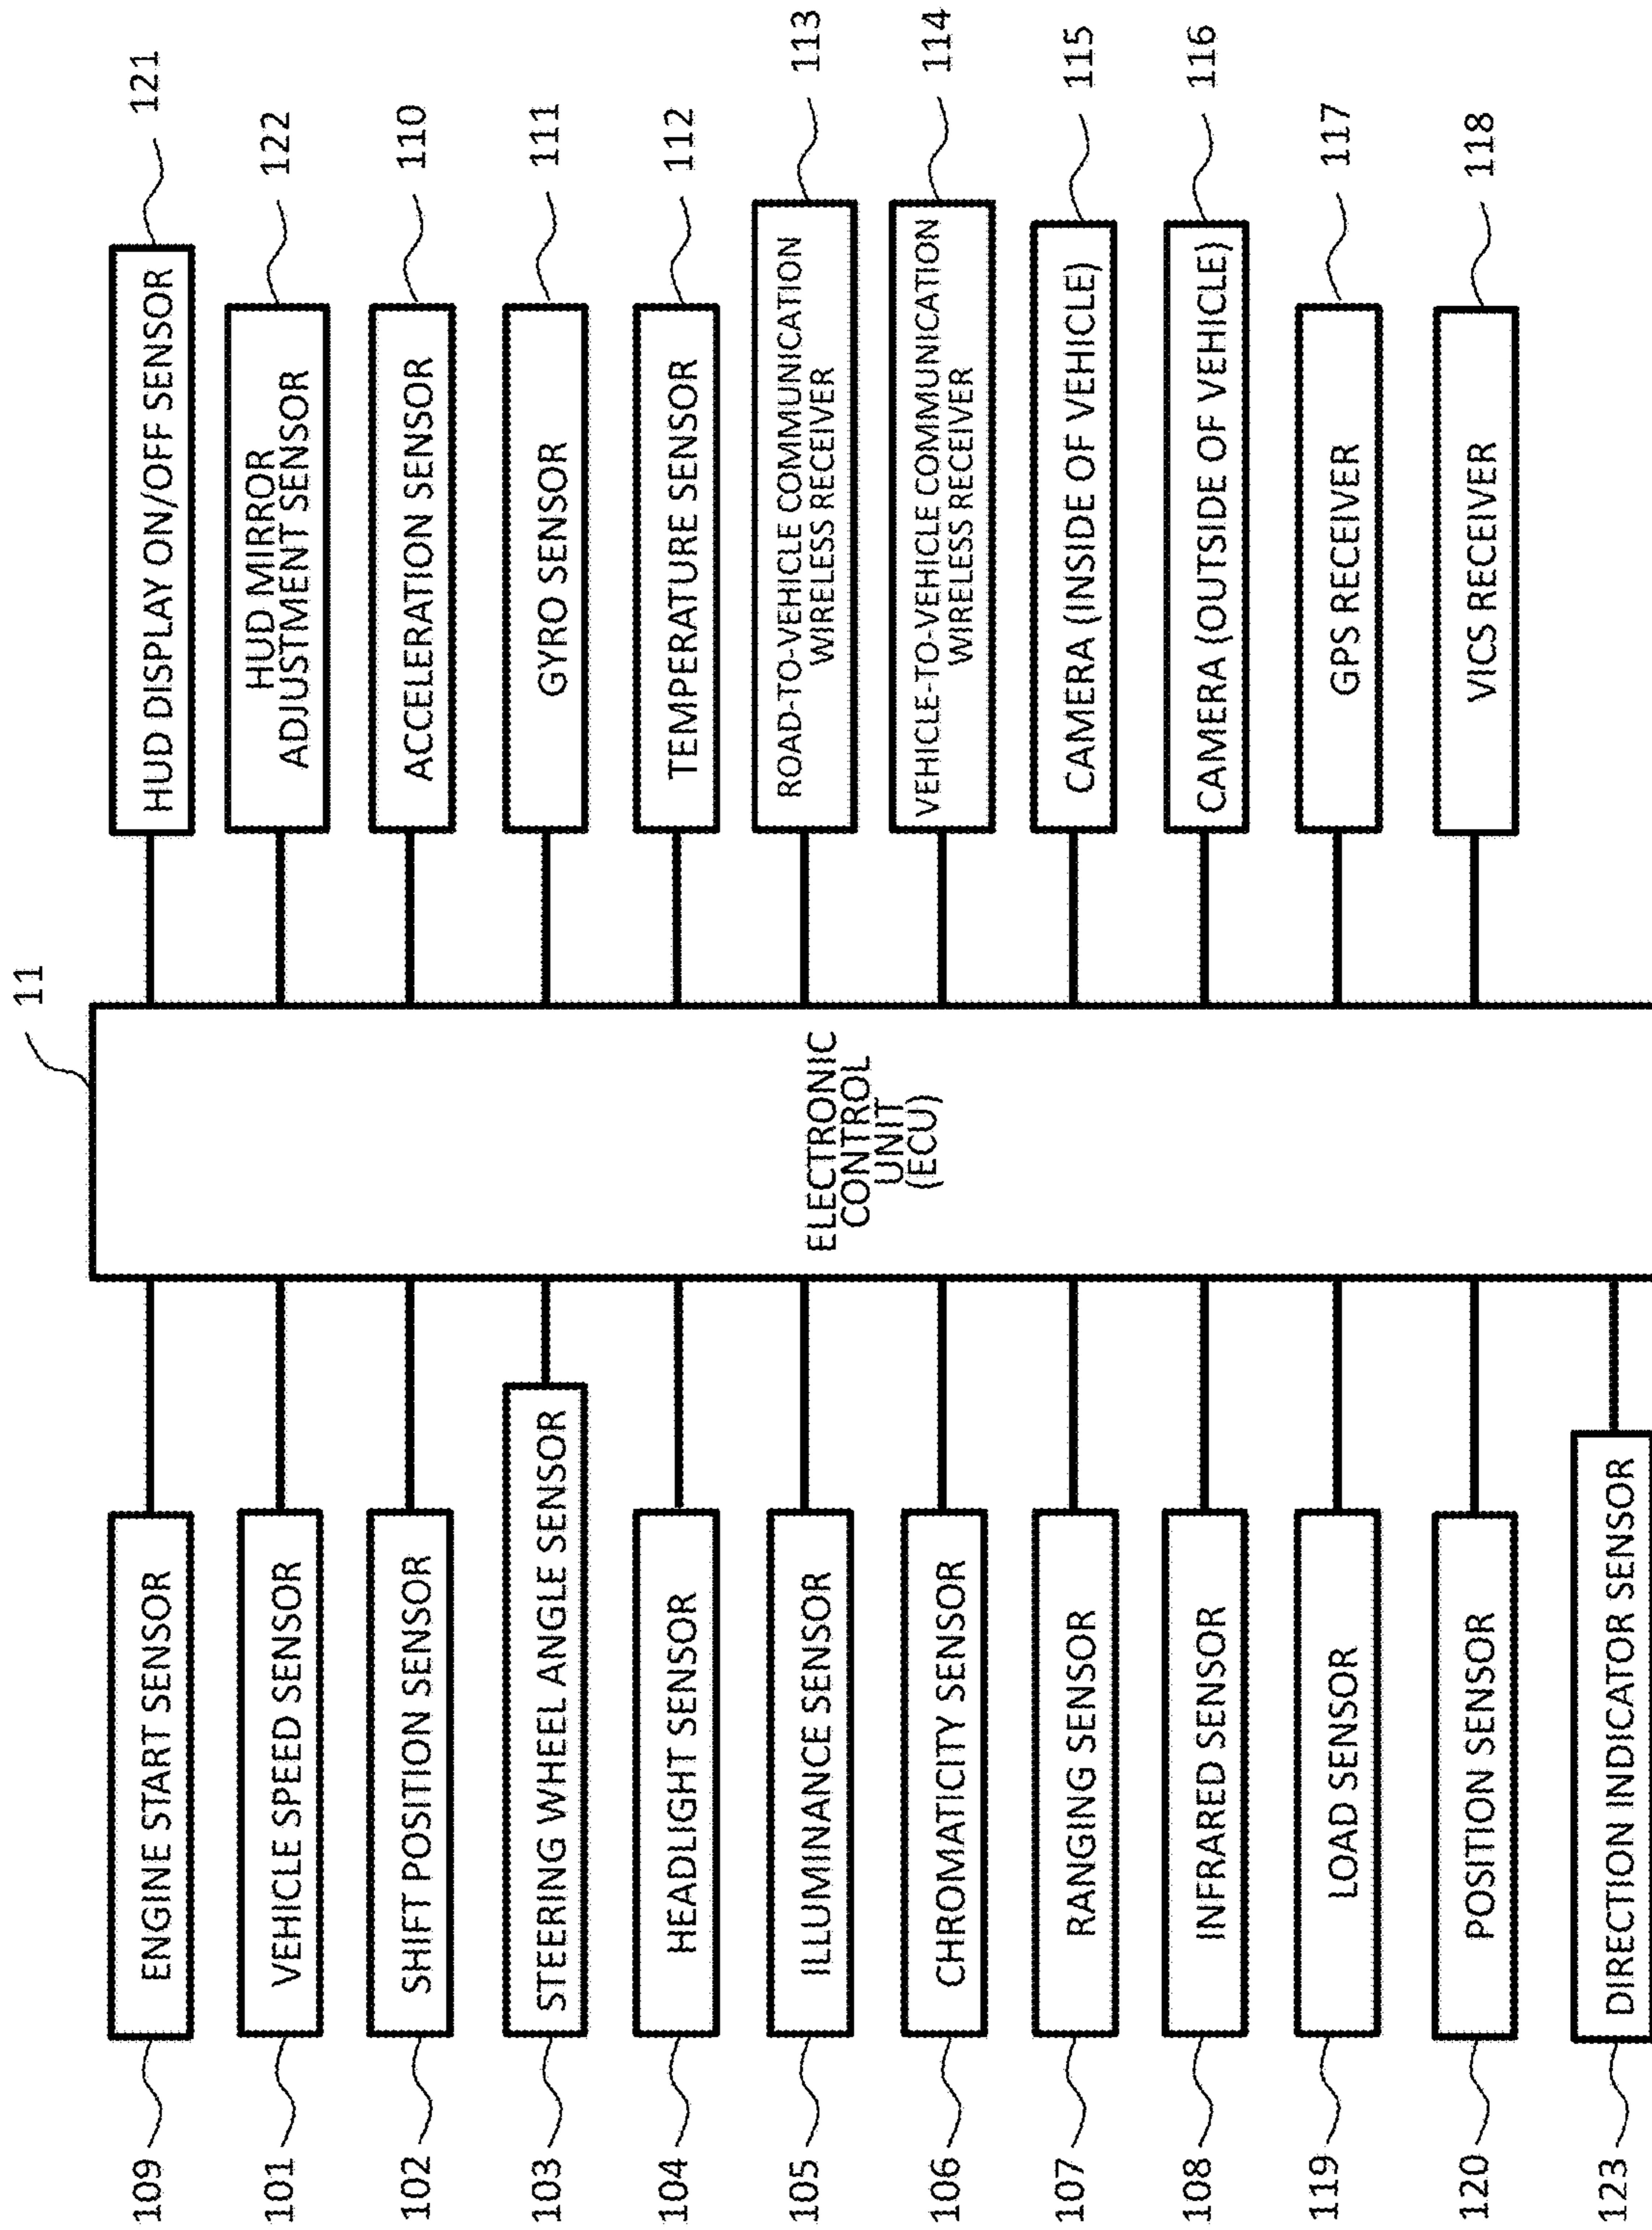 11
109
ENGINE START SENSOR
101
VEHICLE SPEED SENSOR
102
SHIFT POSITION SENSOR
103
STEERING WHEEL ANGLE SENSOR
104
HEADLIGHT SENSOR
105
ILLUMINANCE SENSOR
106
CHROMATICITY SENSOR
107
RANGING SENSOR
108
INFRARED SENSOR
119
LOAD SENSOR
120
POSITION SENSOR
123
DIRECTION INDICATOR SENSOR
ELECTRONIC
CONTROL
UNIT
(ECU)
HUD DISPLAY ON/OFF SENSOR
121
HUD MIRROR
ADJUSTMENT SENSOR
122
ACCELERATION SENSOR
110
GYRO SENSOR
111
TEMPERATURE SENSOR
112
ROAD-TO-VEHICLE COMMUNICATION
WIRELESS RECEIVER
113
VEHICLE-TO-VEHICLE COMMUNICATION
WIRELESS RECEIVER
114
CAMERA (INSIDE OF VEHICLE)
115
CAMERA (OUTSIDE OF VEHICLE)
116
GPS RECEIVER
117
VICS RECEIVER
118